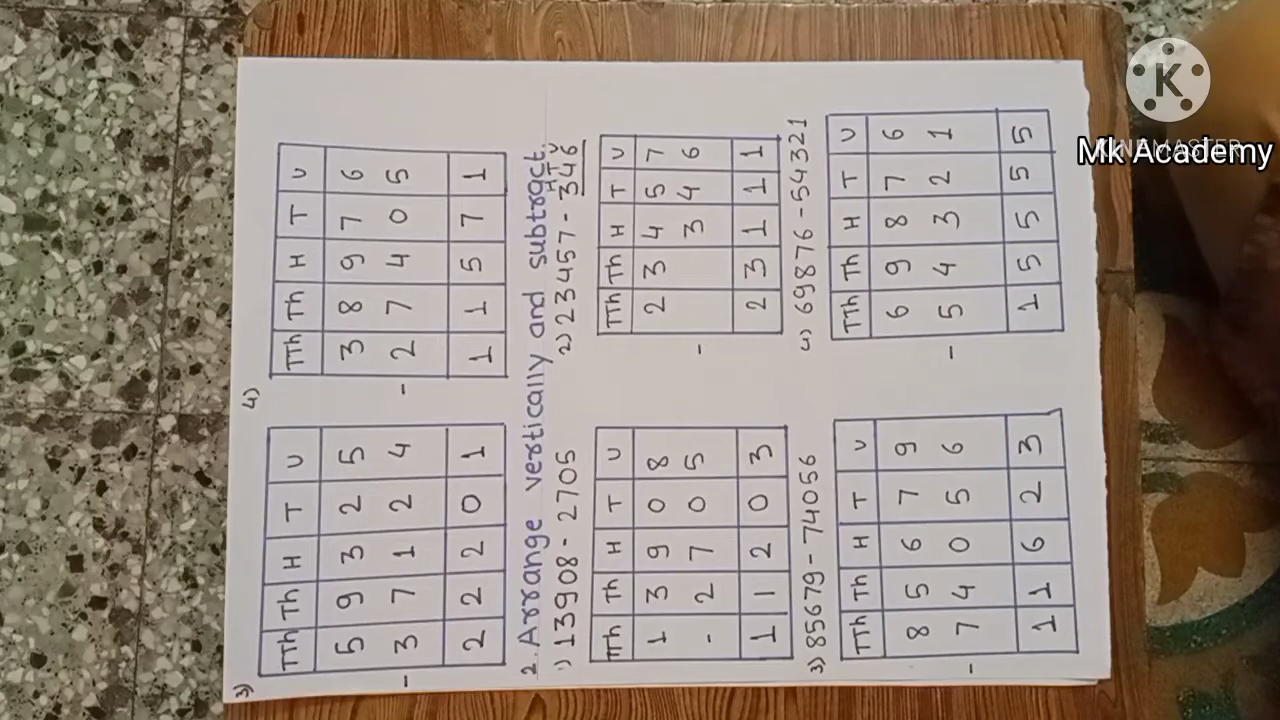 3)
TTh Th H T U
5 9 3 2 5
- 3 7 1 2 4
2 2 2 0 1
4)
TTh Th H T U
3 8 9 7 6
- 2 7 4 0 5
1 1 5 7 1
2. Arrange vertically and subtract.
1) 13908 - 2705
TTh Th H T U
1 3 9 0 8
- 2 7 0 5
1 1 2 0 3
H T U
2) 23457 - 346
TTh Th H T U
2 3 4 5 7
- 3 4 6
2 3 1 1 1
3) 85679 - 74056
TTh Th H T U
8 5 6 7 9
- 7 4 0 5 6
1 1 6 2 3
4) 69876 - 54321
TTh Th H T U
6 9 8 7 6
- 5 4 3 2 1
1 5 5 5 5
K
KINEMASTER
Mk Academy